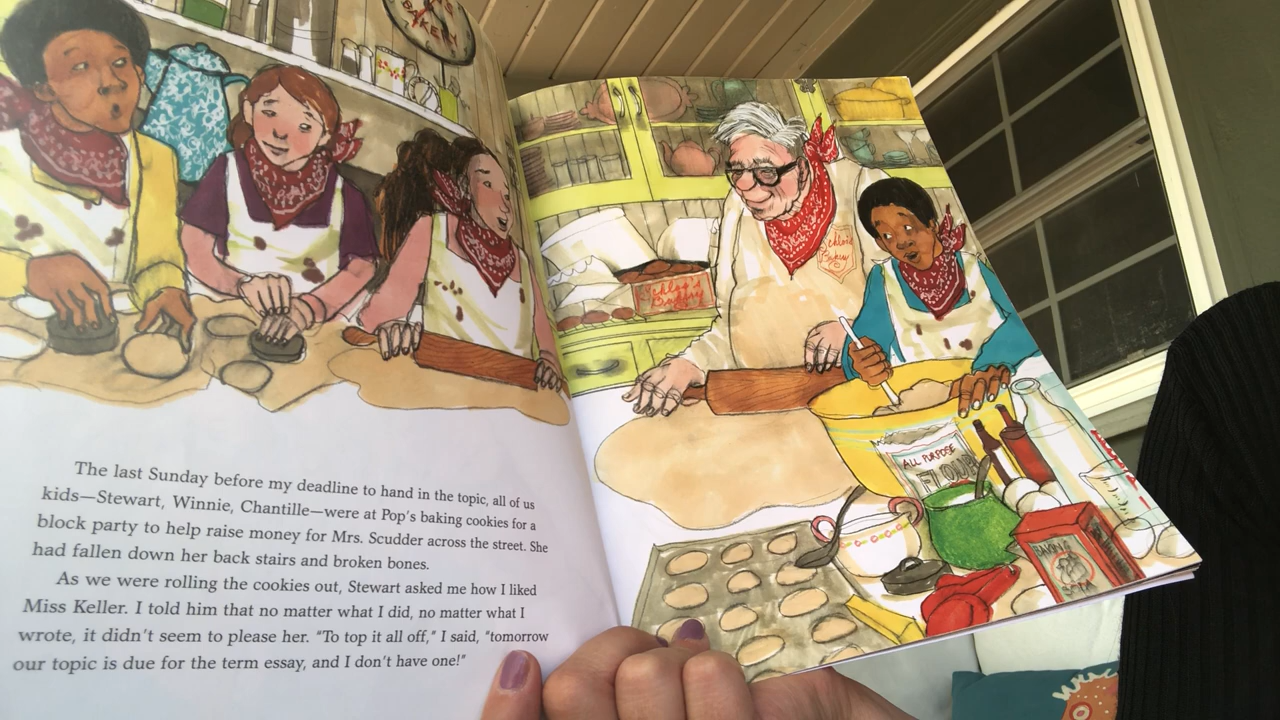 BAKERY
The last Sunday before my deadline to hand in the topic, all of us
kids—Stewart, Winnie, Chantille—were at Pop's baking cookies for a
block party to help raise money for Mrs. Scudder across the street. She
had fallen down her back stairs and broken bones.
As we were rolling the cookies out, Stewart asked me how I liked
Miss Keller. I told him that no matter what I did, no matter what I
wrote, it didn't seem to please her. "To top it all off," I said, "tomorrow
our topic is due for the term essay, and I don't have one!"
Bakery
ALL PURPOSE
FLOUR
BAKING
SODA